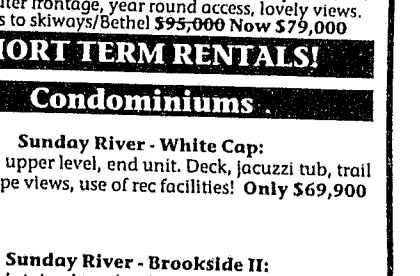 frontage, year round access, lovely views.
s to skiways/Bethel $95,000 Now $79,000
ORT TERM RENTALS!
Condominiums
Sunday River - White Cap:
upper level, end unit. Deck, jacuzzi tub, trail
pe views, use of rec facilities! Only $69,900
Sunday River - Brookside II: